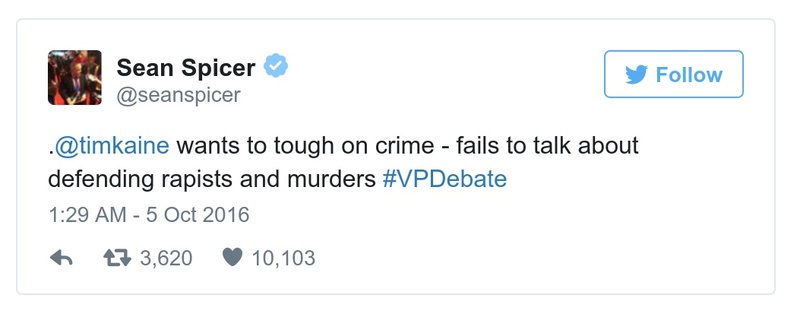 Sean Spicer
@seanspicer
Follow
.@timkaine wants to tough on crime - fails to talk about
defending rapists and murders #VPDebate
1:29 AM - 5 Oct 2016
3,620 10,103